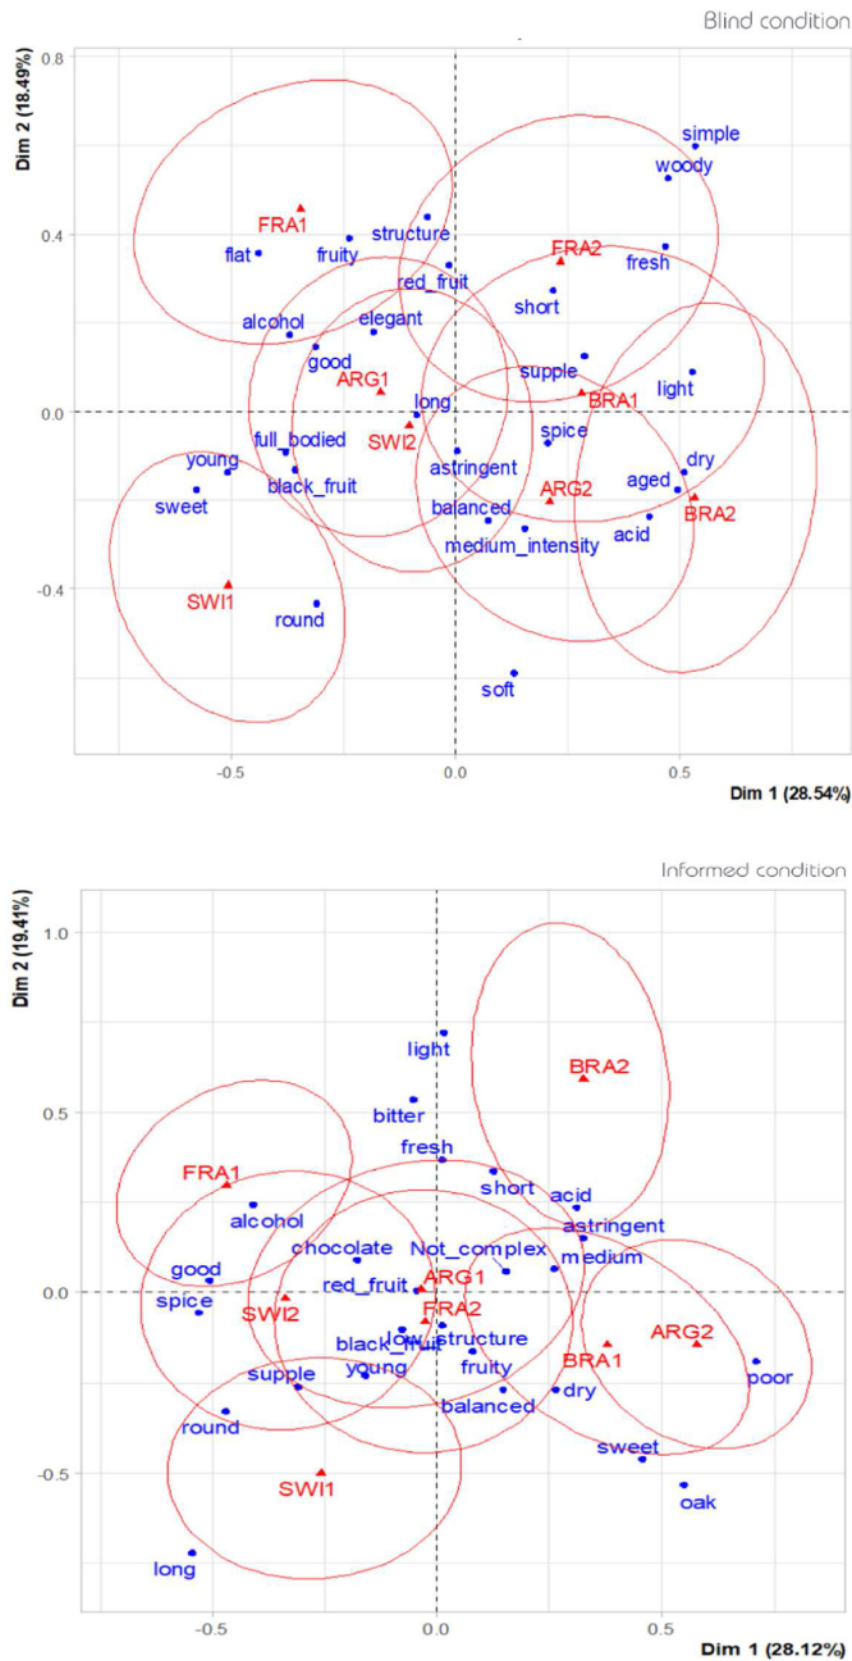 Blind condition
Dim 2 (18.49%)
0.8
simple
woody
FRA1
structure
0.4
flat
fruity
FRA2
fresh
red_fruit
short
alcohol
elegant
good
supple
ARG1
light
long
BRA1
0.0
SWI2
full_bodied
spice
young
astringent
dry
black_fruit
aged
sweet
ARG2
balanced
BRA2
acid
medium_intensity
-0.4
SWI1
round
soft
-0.5
0.0
0.5
Dim 1 (28.54%)
Informed condition
Dim 2 (19.41%)
1.0
light
BRA2
0.5
bitter
fresh
FRA1
short
acid
alcohol
astringent
chocolate
Not_complex
medium
good
red_fruit
ARG1
0.0
spice
SWI2
FRA2
ARG2
black_fruit
low_structure
BRA1
young
fruity
supple
poor
dry
balanced
round
sweet
-0.5
SWI1
oak
long
-0.5
0.0
0.5
Dim 1 (28.12%)